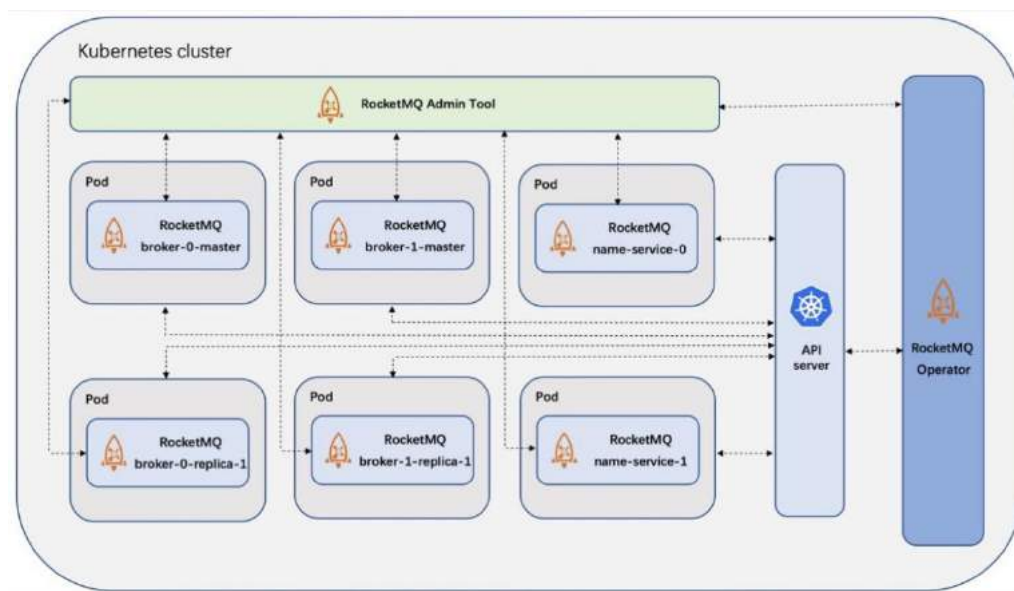 Kubernetes cluster
RocketMQ Admin Tool
Pod
RocketMQ
broker-0-master
Pod
RocketMQ
broker-1-master
Pod
RocketMQ
name-service-0
API
server
RocketMQ
Operator
Pod
RocketMQ
broker-0-replica-1
Pod
RocketMQ
broker-1-replica-1
Pod
RocketMQ
name-service-1